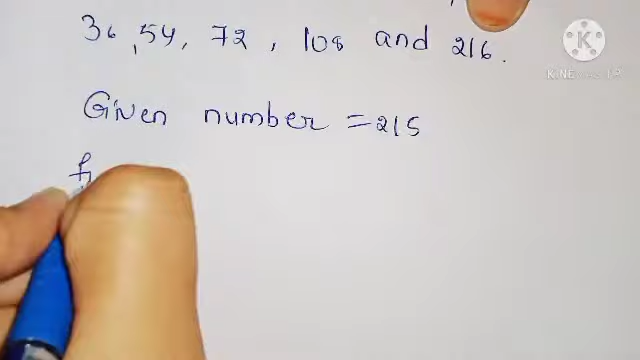 36, 54, 72, 108 and 216.
Given number = 215